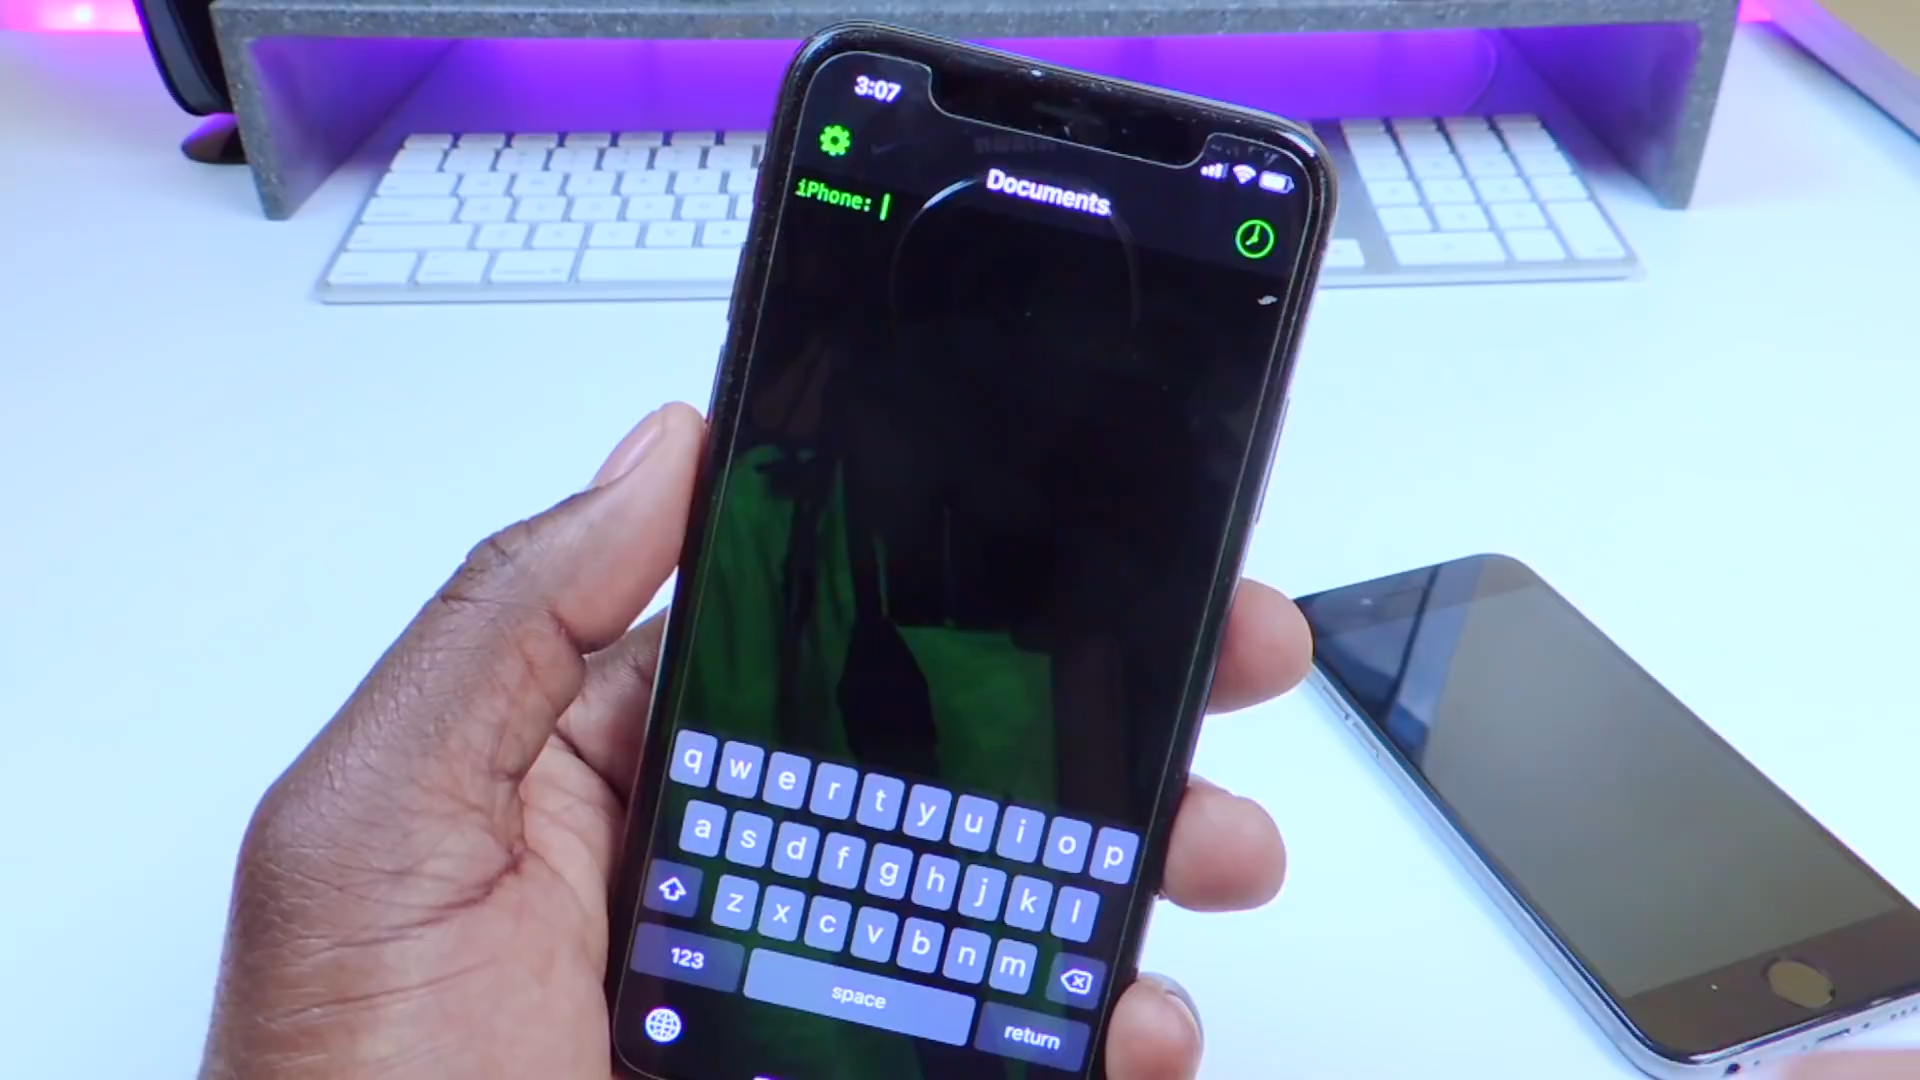 3:07
Documents
iPhone:
q w e r t y u i o p
a s d f g h j k l
z x c v b n m
123
space
return